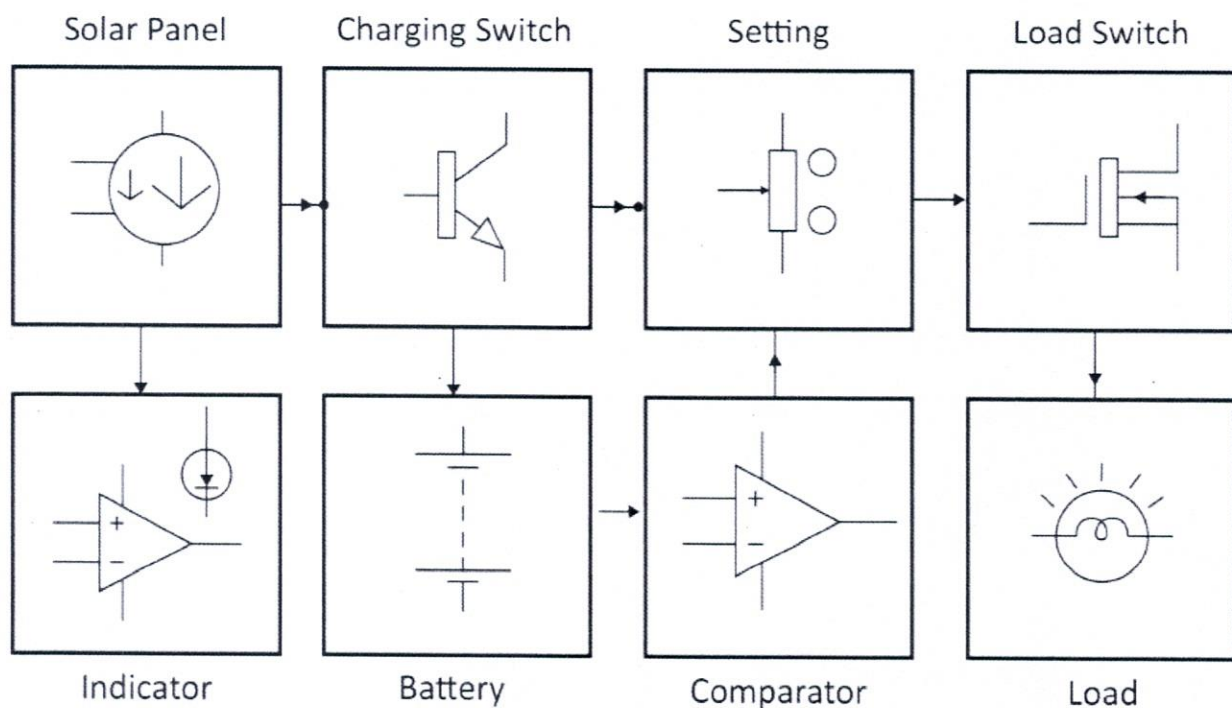 Solar Panel
Charging Switch
Setting
Load Switch
+
−
+
−
Indicator
Battery
Comparator
Load